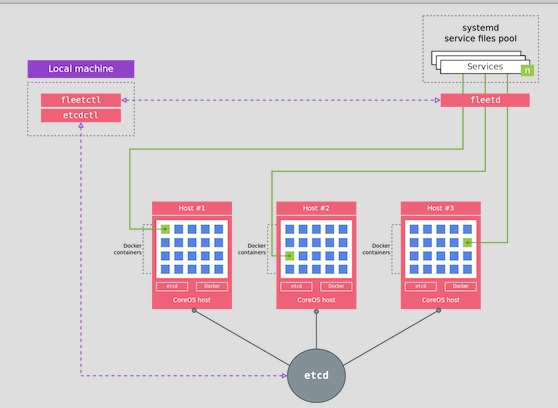 systemd
service files pool
Services
n
Local machine
fleetctl
etcdctl
fleetd
Host #1
Host #2
Host #3
Docker
containers
Docker
containers
Docker
containers
etcd
Docker
etcd
Docker
etcd
Docker
CoreOS host
CoreOS host
CoreOS host
etcd